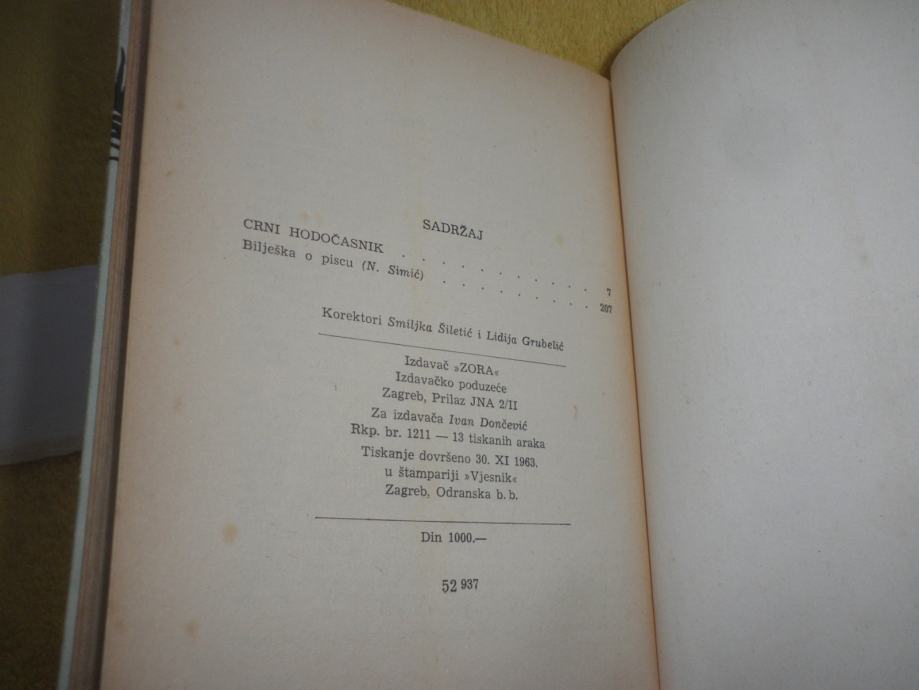 SADRŽAJ
CRNI HODOČASNIK . . . . . . . . . . 7
Bilješka o piscu (N. Simić) . . . . . . . . . 207
Korektori Smiljka Šiletić i Lidija Grubelić
Izdavač »ZORA«
Izdavačko poduzeće
Zagreb, Prilaz JNA 2/II
Za izdavača Ivan Dončević
Rkp. br. 1211 — 13 tiskanih araka
Tiskanje dovršeno 30. XI 1963.
u štampariji »Vjesnik«
Zagreb, Odranska b. b.
Din 1000.—
52 937